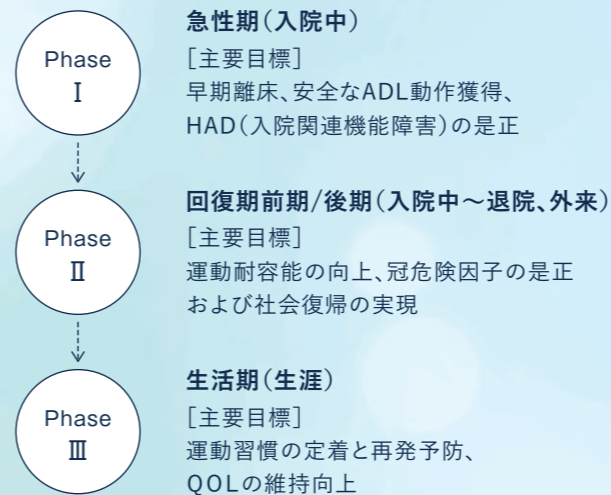 Phase
Ⅰ
急性期（入院中）
［主要目標］
早期離床、安全なADL動作獲得、
HAD（入院関連機能障害）の是正
Phase
Ⅱ
回復期前期/後期（入院中〜退院、外来）
［主要目標］
運動耐容能の向上、冠危険因子の是正
および社会復帰の実現
Phase
Ⅲ
生活期（生涯）
［主要目標］
運動習慣の定着と再発予防、
QOLの維持向上